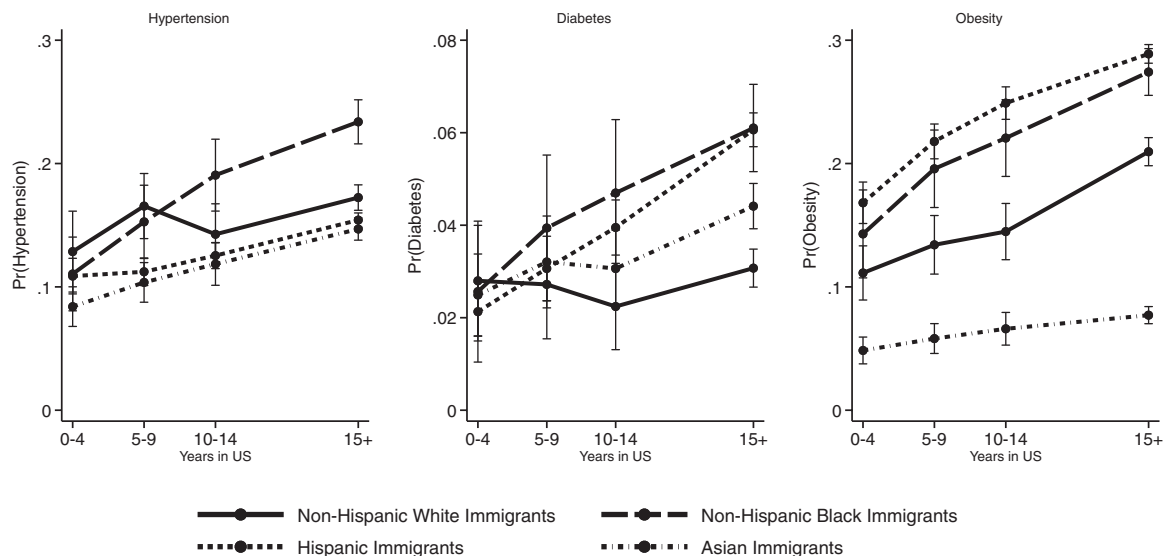 Hypertension
Diabetes
Obesity
Pr(Hypertension)
.3
.2
.1
0
0-4
5-9
10-14
15+
Years in US
Pr(Diabetes)
.08
.06
.04
.02
0
0-4
5-9
10-14
15+
Years in US
Pr(Obesity)
.3
.2
.1
0
0-4
5-9
10-14
15+
Years in US
Non-Hispanic White Immigrants
Non-Hispanic Black Immigrants
Hispanic Immigrants
Asian Immigrants